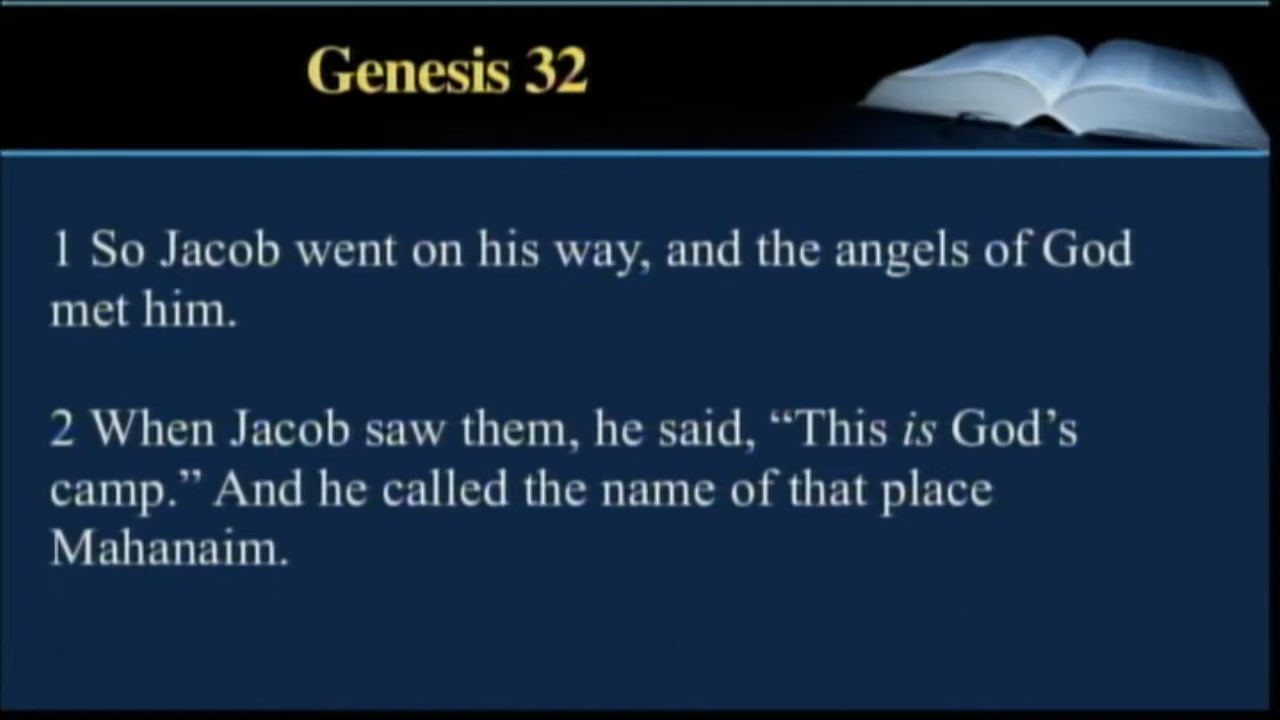 Genesis 32
1 So Jacob went on his way, and the angels of God
met him.
2 When Jacob saw them, he said, “This is God’s
camp.” And he called the name of that place
Mahanaim.